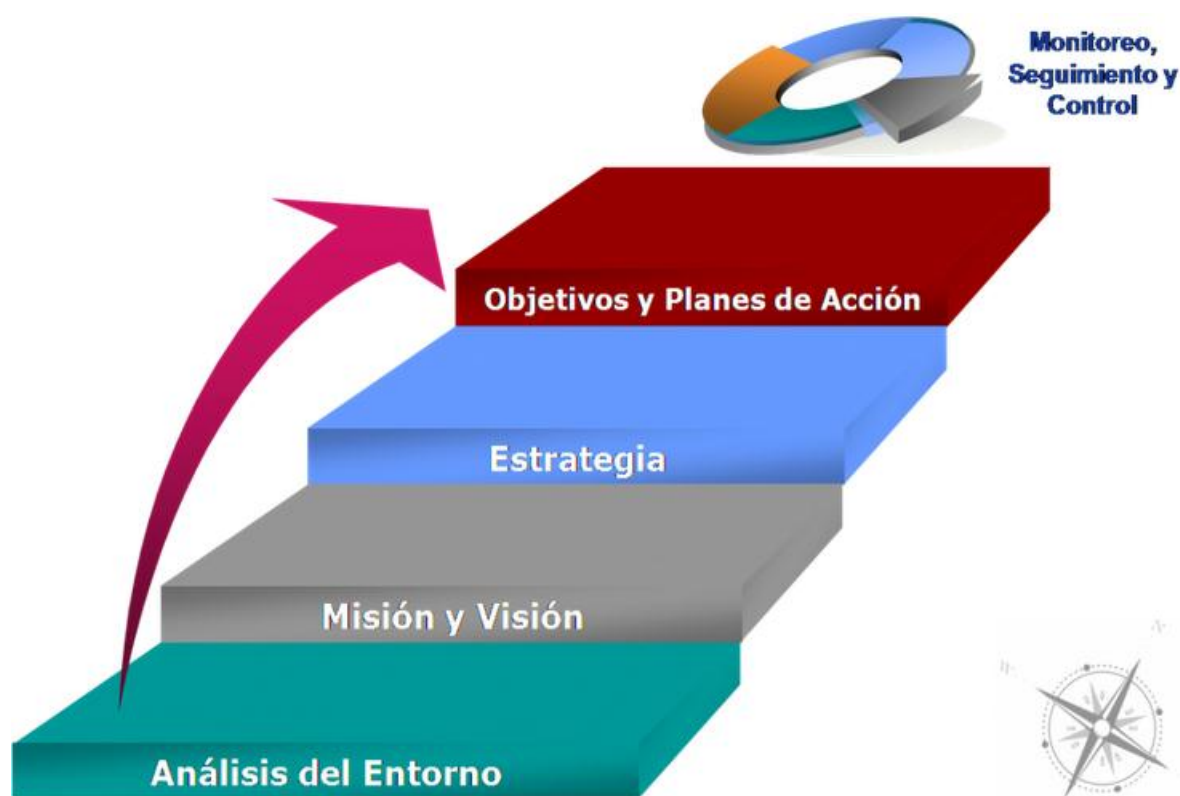 Monitoreo,
Seguimiento y
Control
Objetivos y Planes de Acción
Estrategia
Misión y Visión
Análisis del Entorno